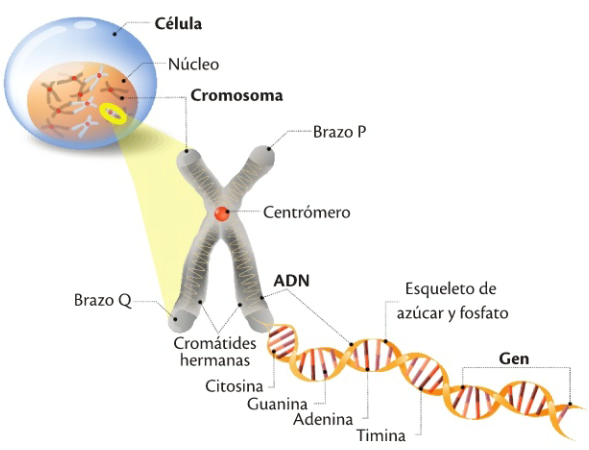 Célula
Núcleo
Cromosoma
Brazo P
Centrómero
ADN
Brazo Q
Esqueleto de
azúcar y fosfato
Cromátides
hermanas
Gen
Citosina
Guanina
Adenina
Timina